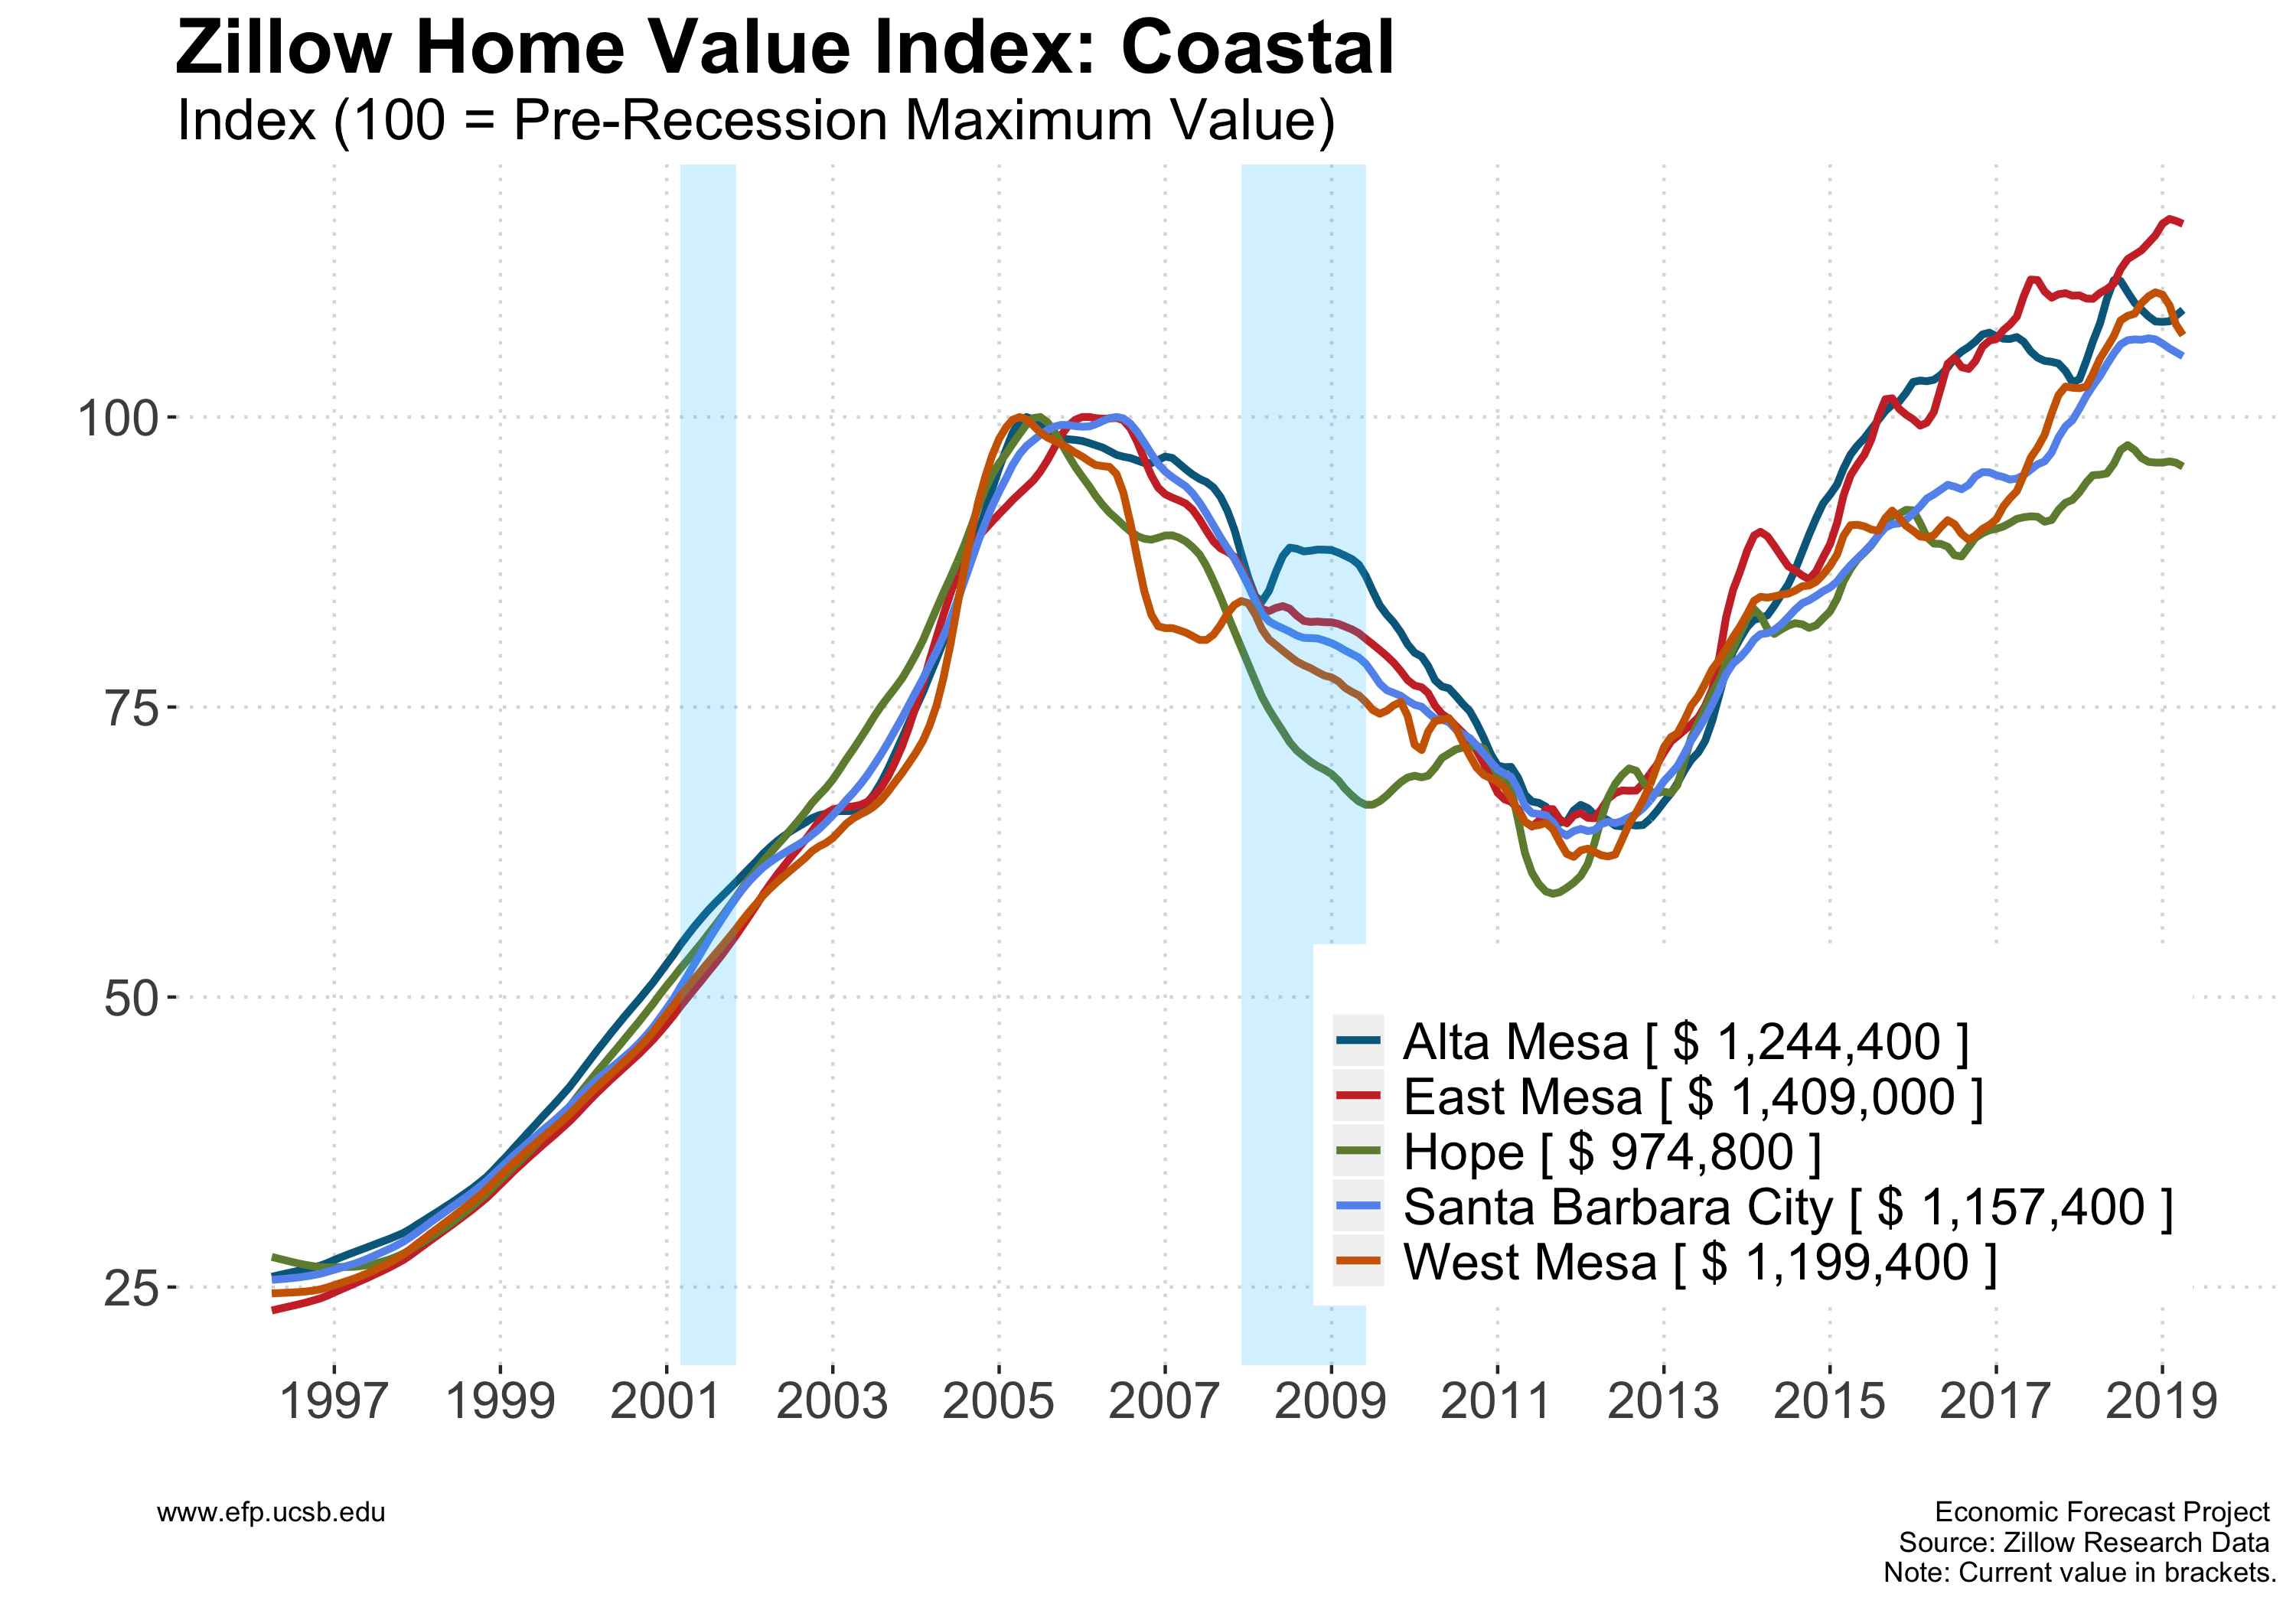 Zillow Home Value Index: Coastal
Index (100 = Pre-Recession Maximum Value)
100
75
50
25
Alta Mesa [ $ 1,244,400 ]
East Mesa [ $ 1,409,000 ]
Hope [ $ 974,800 ]
Santa Barbara City [ $ 1,157,400 ]
West Mesa [ $ 1,199,400 ]
1997 1999 2001 2003 2005 2007 2009 2011 2013 2015 2017 2019
www.efp.ucsb.edu
Economic Forecast Project
Source: Zillow Research Data
Note: Current value in brackets.